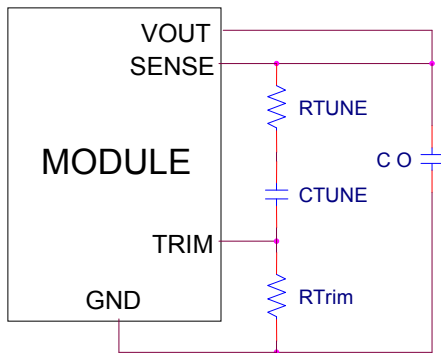 VOUT
SENSE
RTUNE
MODULE
C O
CTUNE
TRIM
RTrim
GND